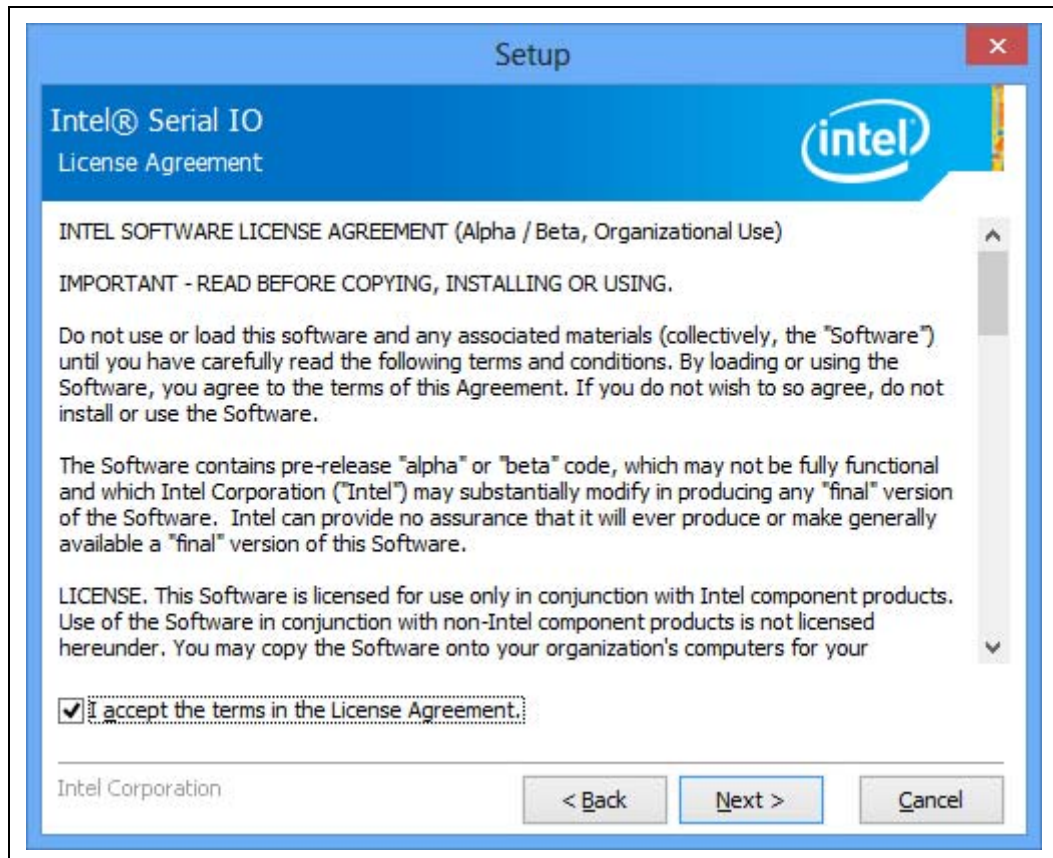 Setup
Intel® Serial IO
License Agreement
intel
INTEL SOFTWARE LICENSE AGREEMENT (Alpha / Beta, Organizational Use)
IMPORTANT - READ BEFORE COPYING, INSTALLING OR USING.
Do not use or load this software and any associated materials (collectively, the "Software")
until you have carefully read the following terms and conditions. By loading or using the
Software, you agree to the terms of this Agreement. If you do not wish to so agree, do not
install or use the Software.
The Software contains pre-release "alpha" or "beta" code, which may not be fully functional
and which Intel Corporation ("Intel") may substantially modify in producing any "final" version
of the Software.  Intel can provide no assurance that it will ever produce or make generally
available a "final" version of this Software.
LICENSE. This Software is licensed for use only in conjunction with Intel component products.
Use of the Software in conjunction with non-Intel component products is not licensed
hereunder. You may copy the Software onto your organization's computers for your
I accept the terms in the License Agreement.
Intel Corporation
< Back
Next >
Cancel